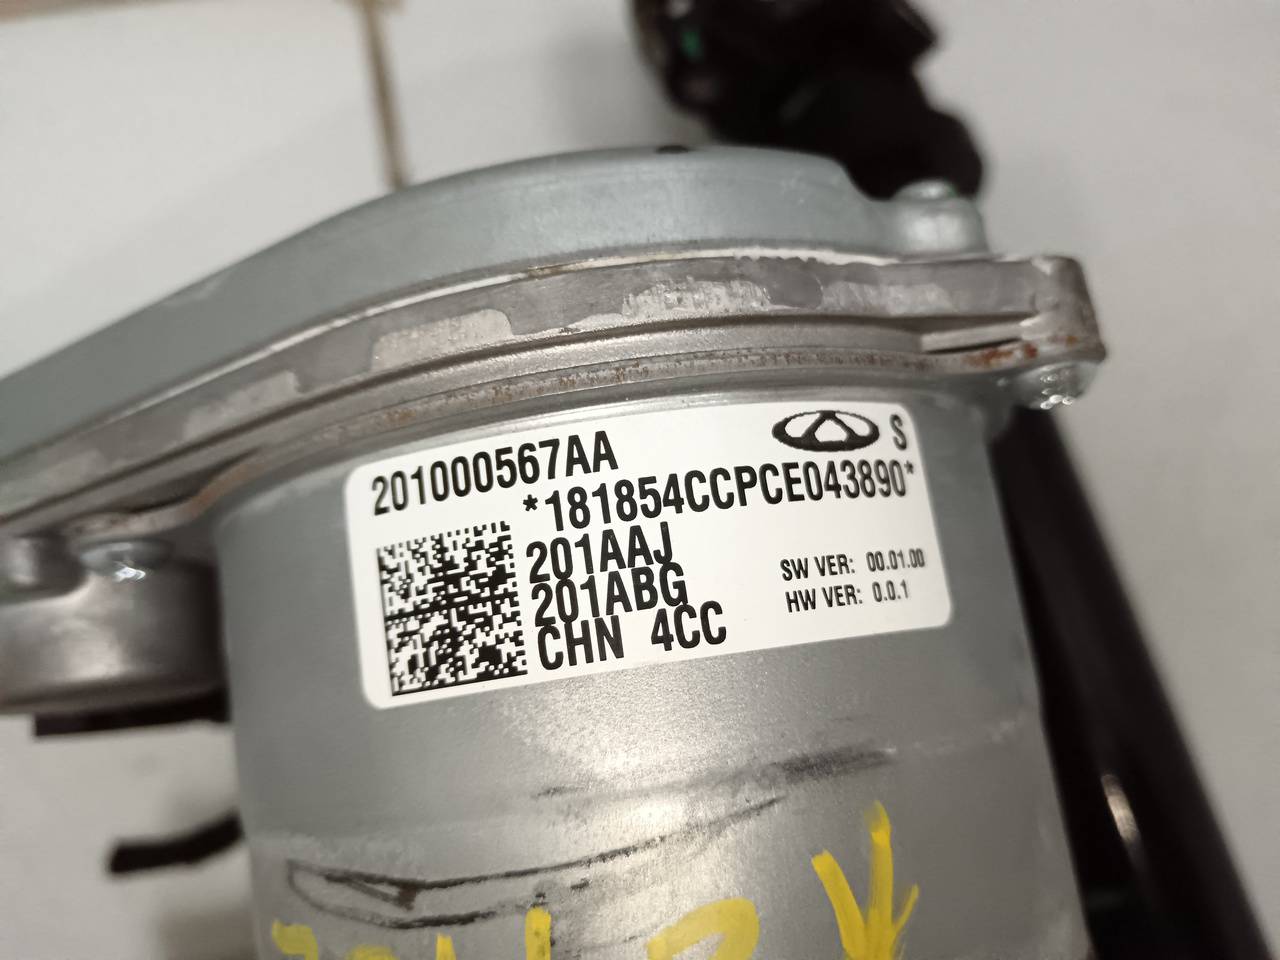 201000567AA
S
*181854CCPCE043890*
201AAJ
201ABG
CHN 4CC
SW VER: 00.01.00
HW VER: 0.0.1